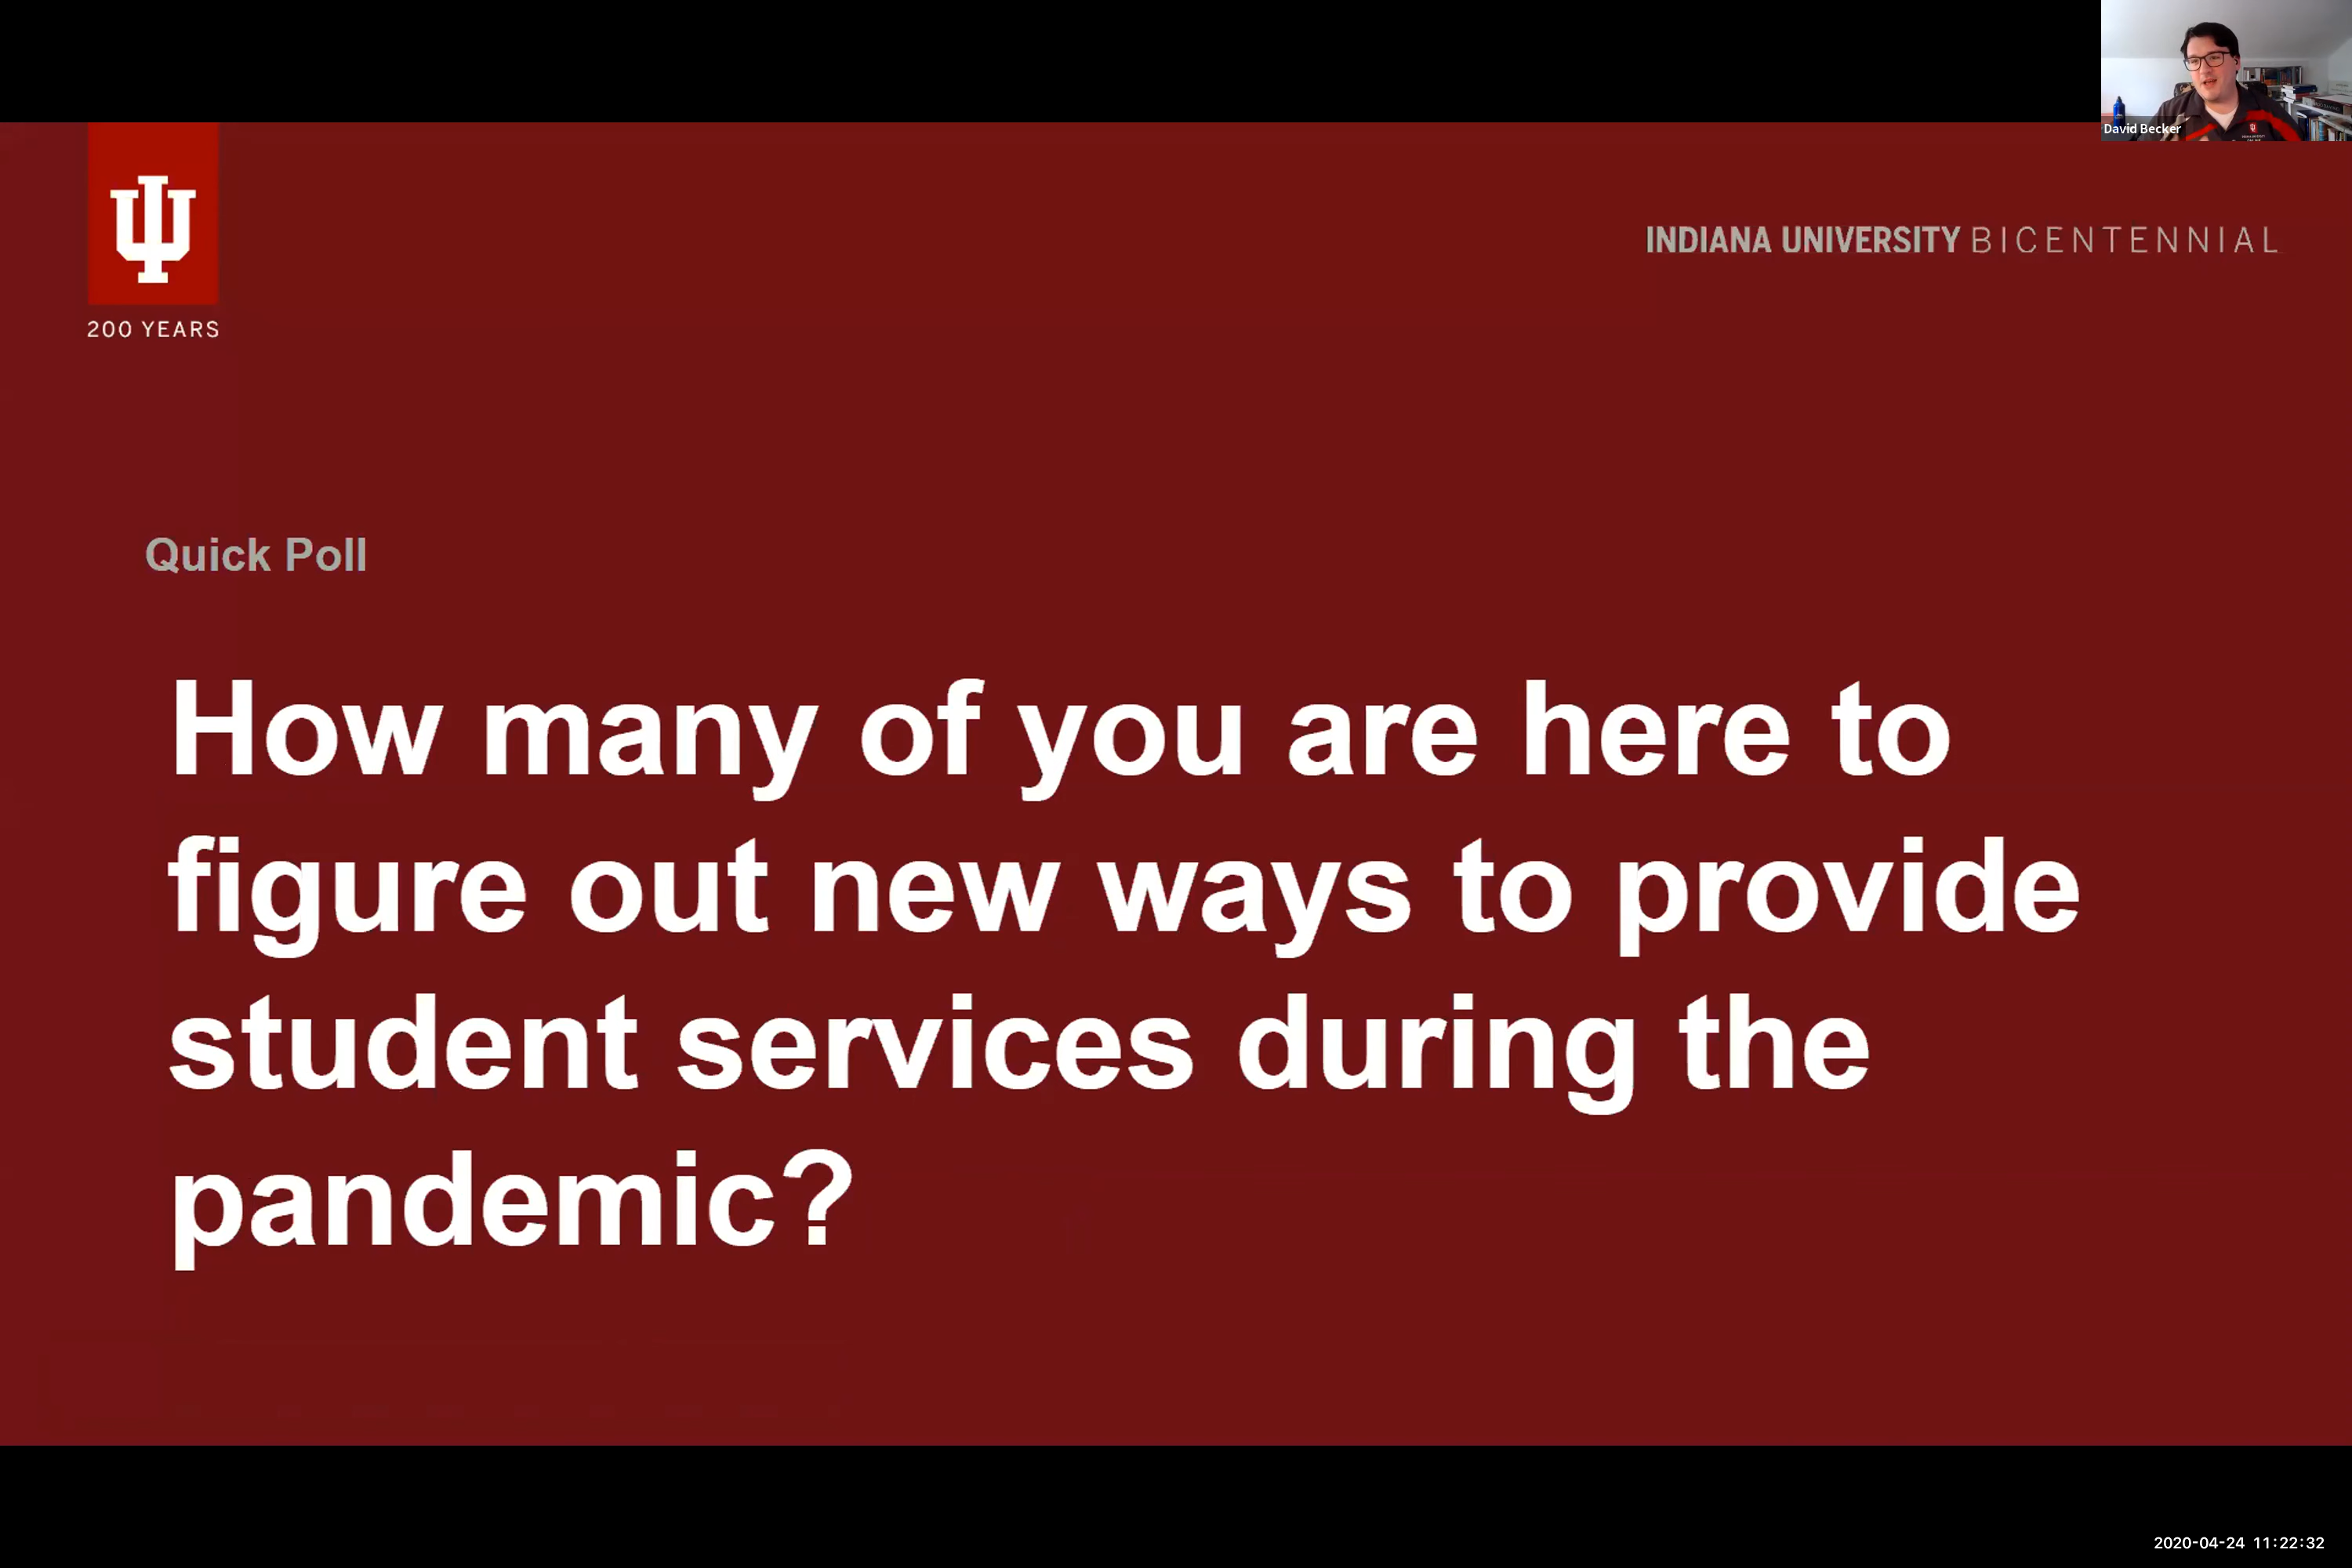 David Becker
INDIANA UNIVERSITY BICENTENNIAL
200 YEARS
Quick Poll
How many of you are here to
figure out new ways to provide
student services during the
pandemic?
2020-04-24 11:22:32